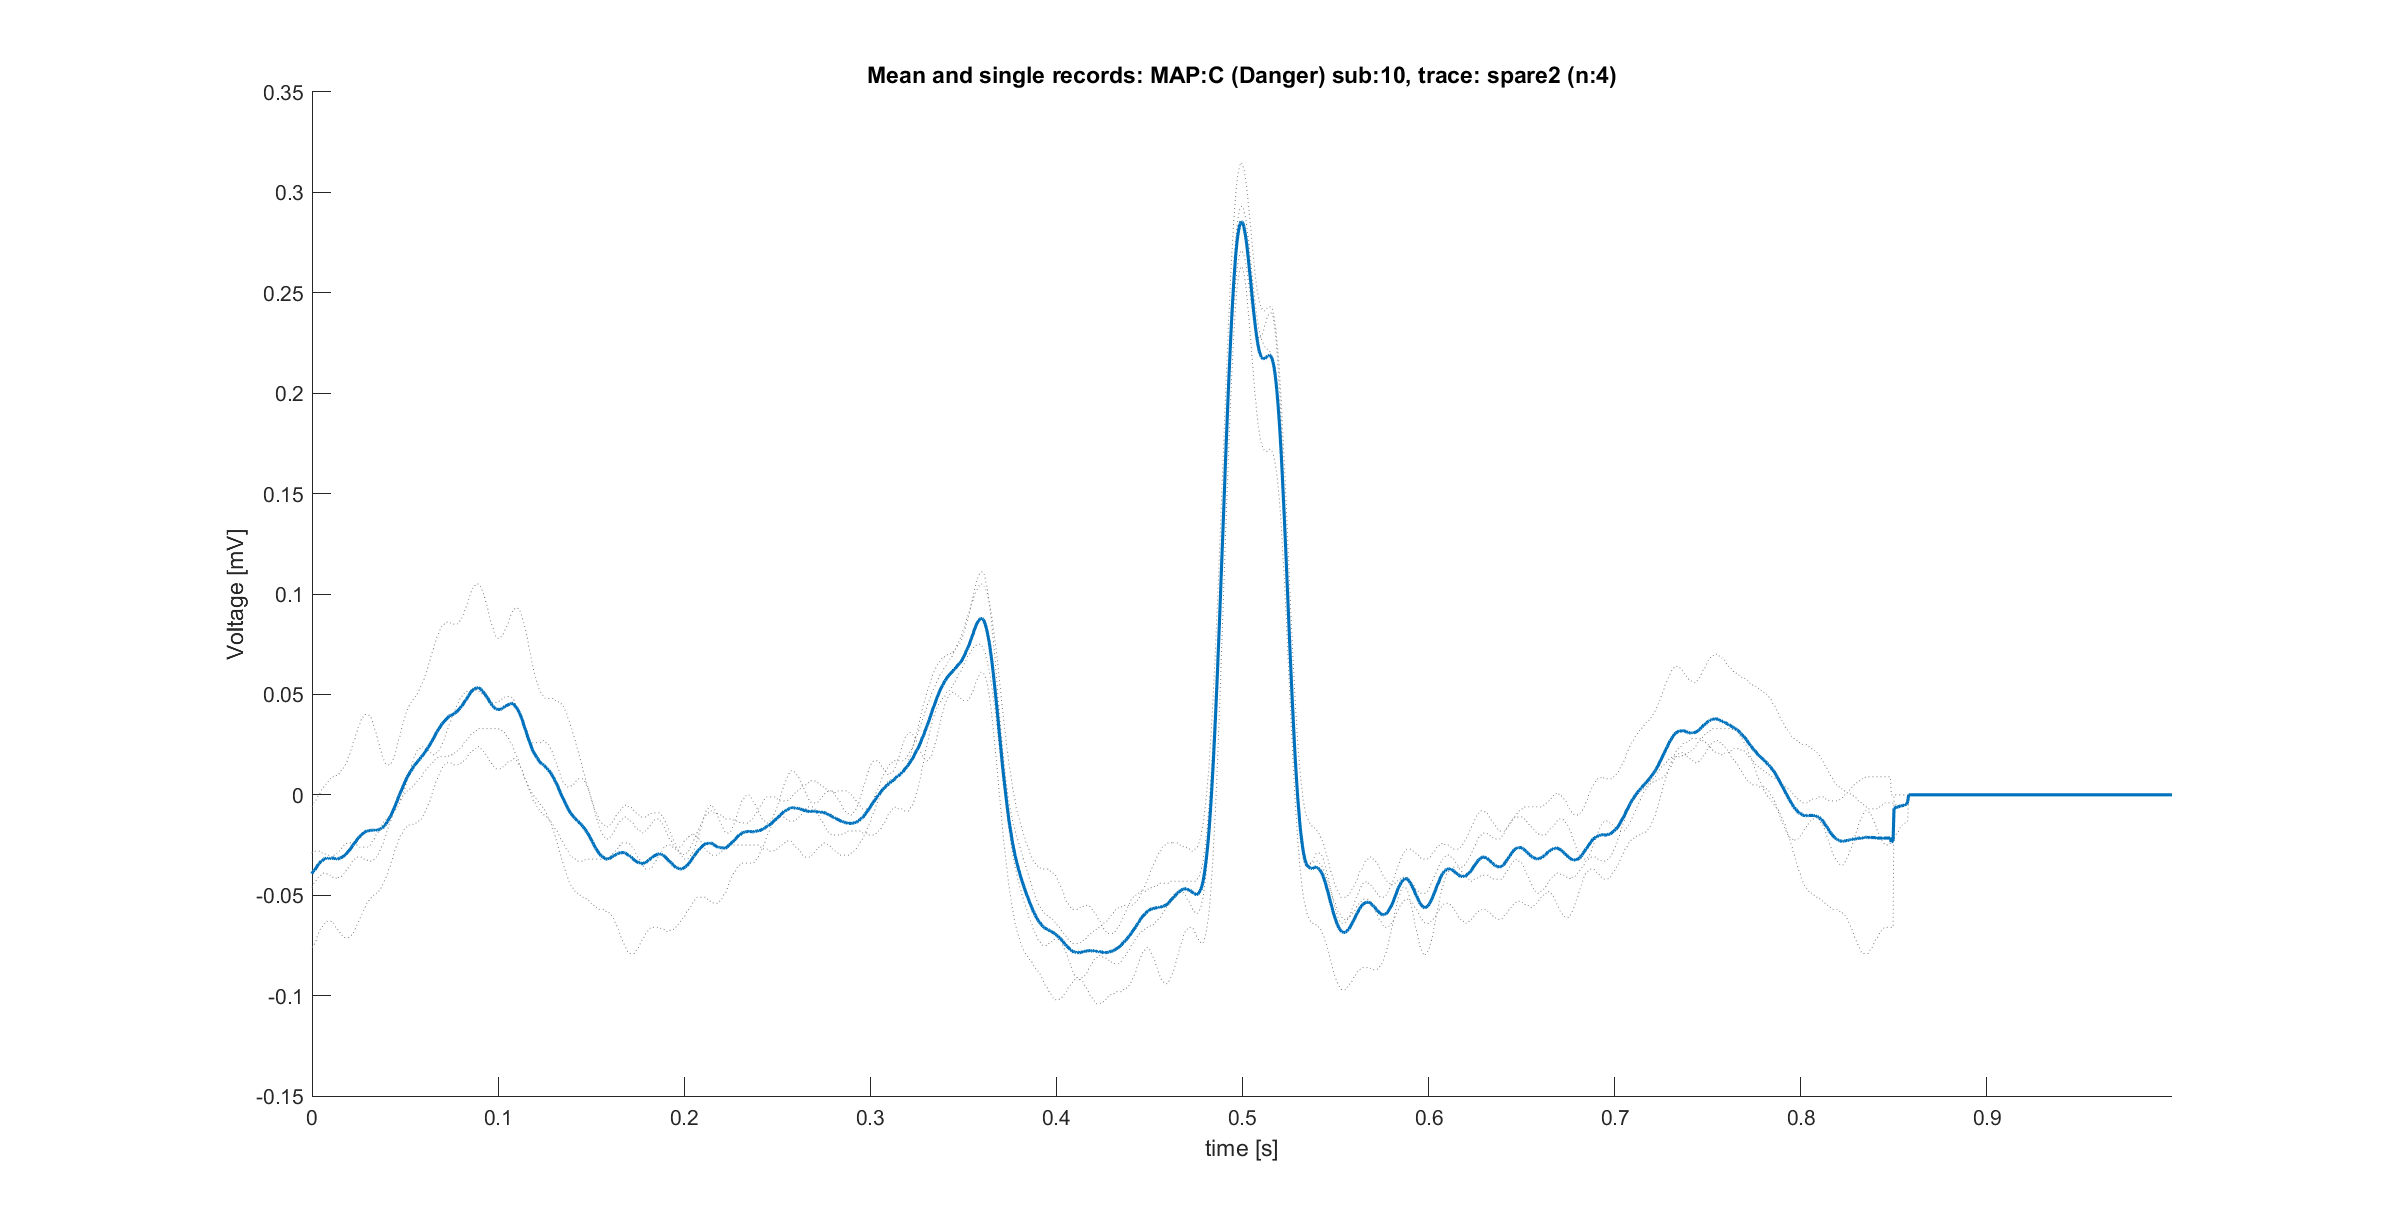 Mean and single records: MAP:C (Danger) sub:10, trace: spare2 (n:4)
0.35
0.3
0.25
0.2
0.15
0.1
0.05
0
-0.05
-0.1
-0.15
Voltage [mV]
0 0.1 0.2 0.3 0.4 0.5 0.6 0.7 0.8 0.9
time [s]